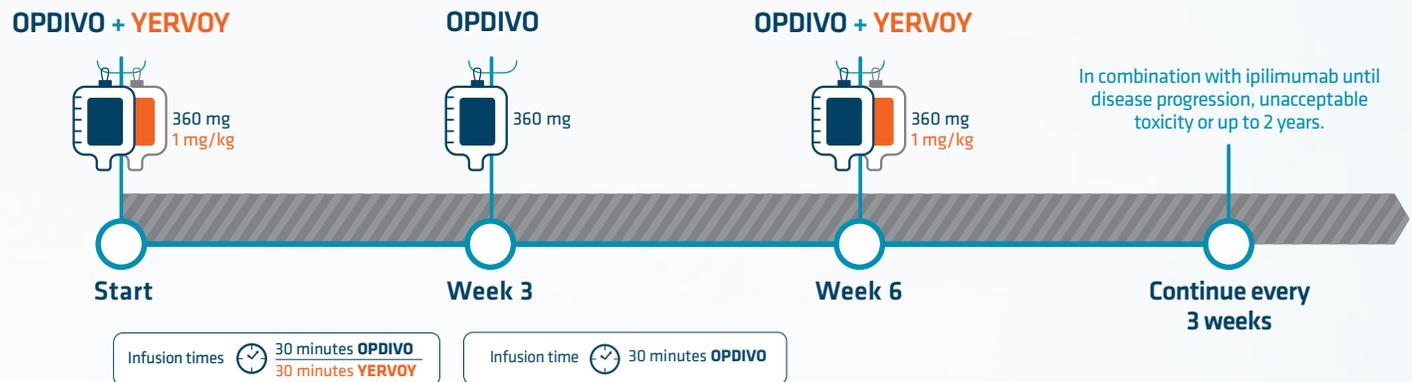 OPDIVO + YERVOY
OPDIVO
OPDIVO + YERVOY
360 mg
1 mg/kg
360 mg
360 mg
1 mg/kg
In combination with ipilimumab until
disease progression, unacceptable
toxicity or up to 2 years.
Start
Week 3
Week 6
Continue every
3 weeks
Infusion times
30 minutes OPDIVO
30 minutes YERVOY
Infusion time
30 minutes OPDIVO